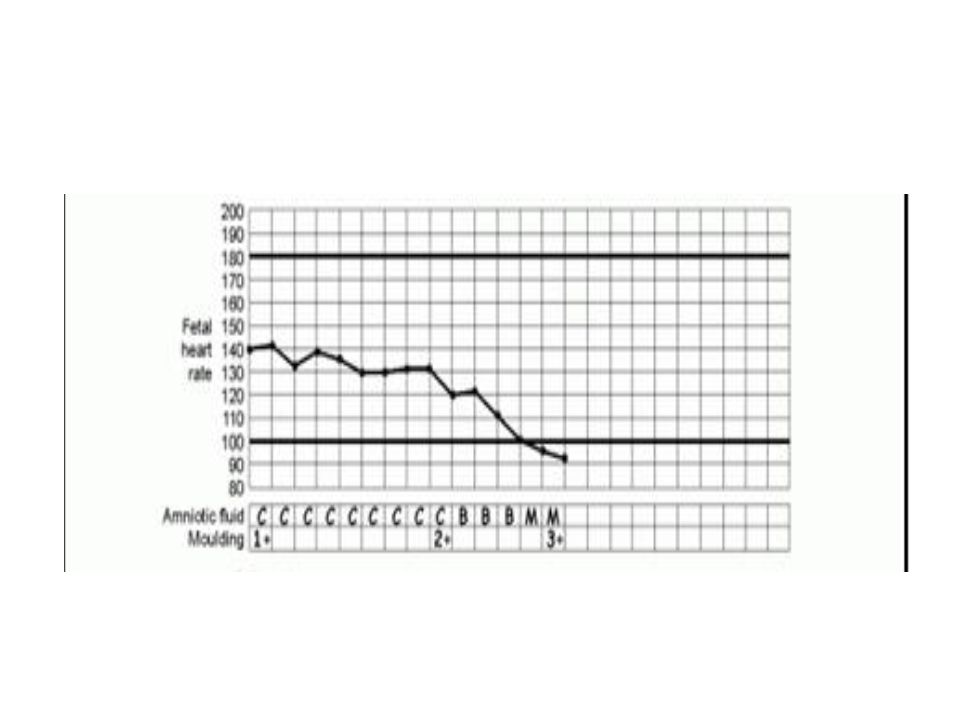 200
190
180
170
160
Fetal 150
heart 140
rate 130
120
110
100
90
80
Amniotic fluid C C C C C C C C C B B B M M
Moulding 1+ 2+ 3+